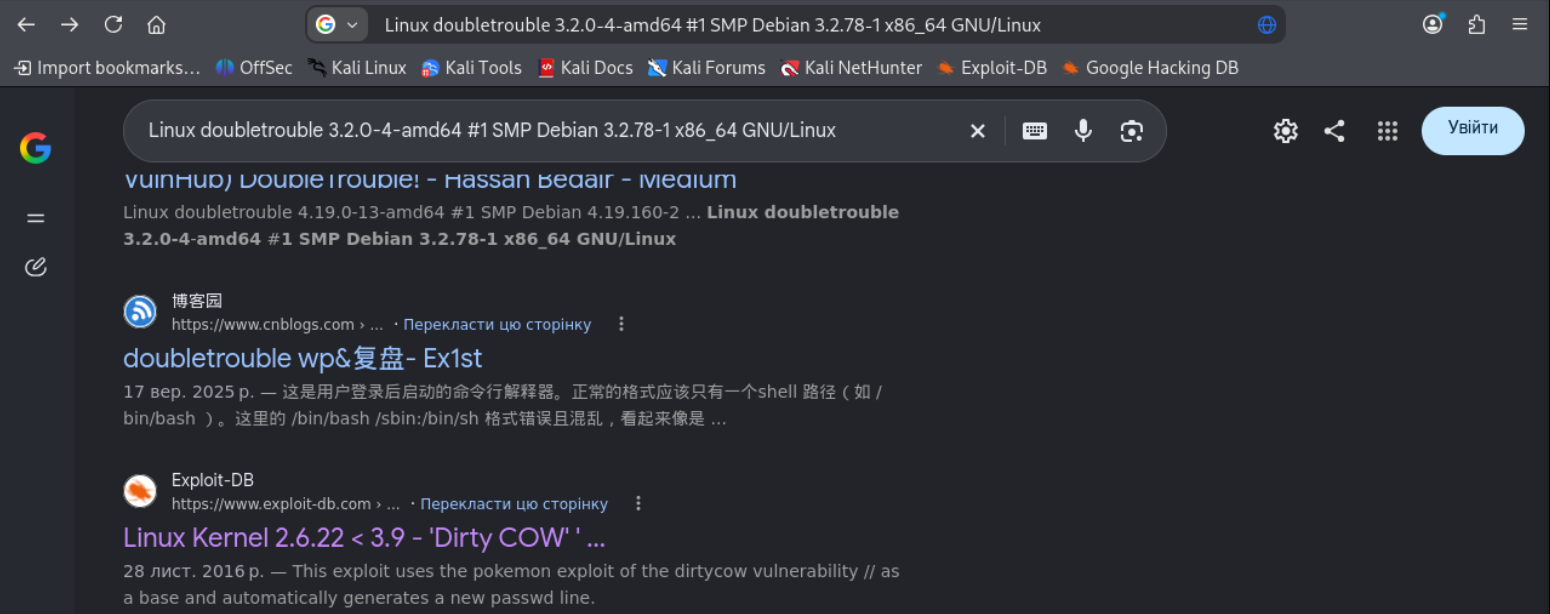 Linux doubletrouble 3.2.0-4-amd64 #1 SMP Debian 3.2.78-1 x86_64 GNU/Linux
Import bookmarks... OffSec Kali Linux Kali Tools Kali Docs Kali Forums Kali NetHunter Exploit-DB Google Hacking DB
Linux doubletrouble 3.2.0-4-amd64 #1 SMP Debian 3.2.78-1 x86_64 GNU/Linux
Увійти
VulnHub) DoubleTrouble! - Hassan Bedair - Medium
Linux doubletrouble 4.19.0-13-amd64 #1 SMP Debian 4.19.160-2 ... Linux doubletrouble
3.2.0-4-amd64 #1 SMP Debian 3.2.78-1 x86_64 GNU/Linux
博客园
https://www.cnblogs.com › ... · Перекласти цю сторінку
doubletrouble wp&复盘- Ex1st
17 вер. 2025 р. — 这是用户登录后启动的命令行解释器。正常的格式应该只有一个shell 路径（如 /
bin/bash ）。这里的 /bin/bash /sbin:/bin/sh 格式错误且混乱，看起来像是 ...
Exploit-DB
https://www.exploit-db.com › ... · Перекласти цю сторінку
Linux Kernel 2.6.22 < 3.9 - 'Dirty COW' ' ...
28 лист. 2016 р. — This exploit uses the pokemon exploit of the dirtycow vulnerability // as
a base and automatically generates a new passwd line.